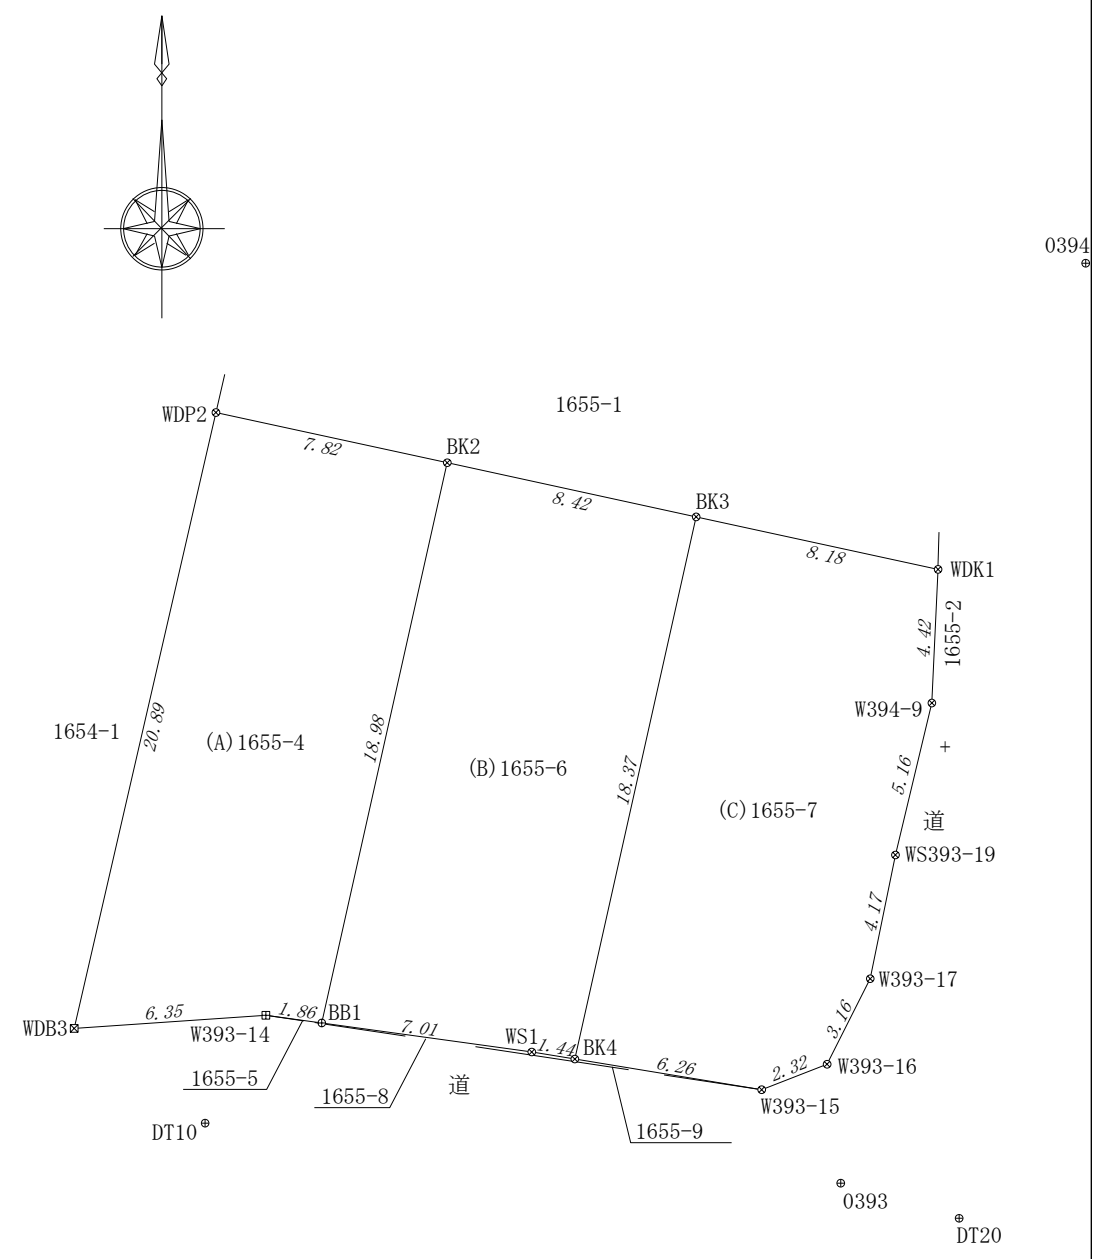 0394
1655-1
WDP2
BK2
7.82
8.42
BK3
8.18
WDK1
4.42
1655-2
W394-9
1654-1
20.89
(A)1655-4
18.98
(B)1655-6
18.37
(C)1655-7
5.16
道
WS393-19
4.17
W393-17
3.16
WDB3
6.35
W393-14
1.86
BB1
7.01
WS1
1.44
BK4
6.26
2.32
W393-16
W393-15
1655-5
1655-8
道
1655-9
DT10
0393
DT20